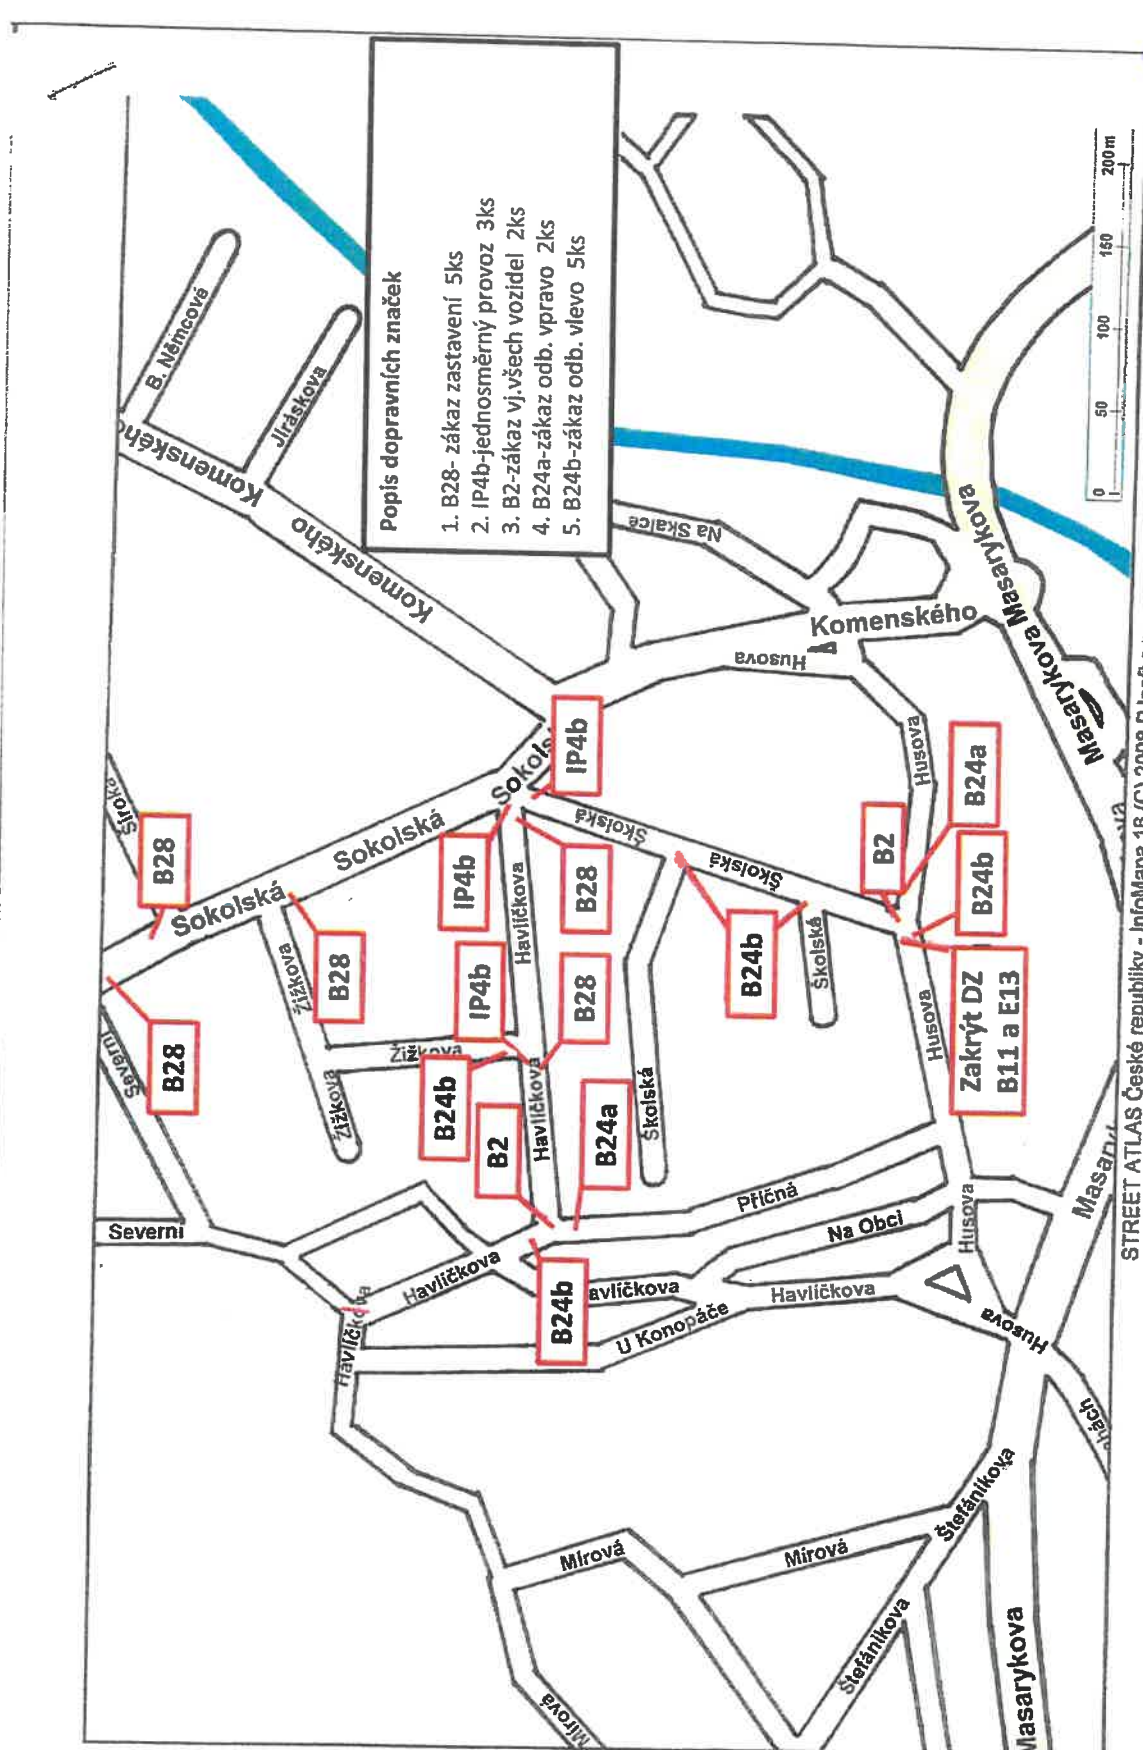 Popis dopravních značek
1. B28- zákaz zastavení 5ks
2. IP4b-jednosměrný provoz 3ks
3. B2-zákaz vj.všech vozidel 2ks
4. B24a-zákaz odb. vpravo 2ks
5. B24b-zákaz odb. vlevo 5ks
B. Němcové
Jiráskova
Komenského
Komenského
Široká
B28
Sokolská
Sokolská
B28
B28
Severní
Severní
Žižkova
Žižkova
Žižkova
IP4b
IP4b
IP4b
Havlíčkova
Havlíčkova
B28
B28
B24b
B2
B24a
Školská
Školská
Školská
Školská
B24b
B2
B24a
B24b
Zakrýt DZ
B11 a E13
Husova
Husova
Husova
Husova
Husova
Na Skalce
Komenského
Masarykova
Masarykova
Masarykova
Příčná
Na Obci
Havlíčkova
Havlíčkova
Havlíčkova
U Konopáče
B24b
Mírová
Mírová
Mírová
Štefánikova
Štefánikova
Masarykova
0 50 100 150 200m
STREET ATLAS České republiky - InfoMapa 18 (C) 2008